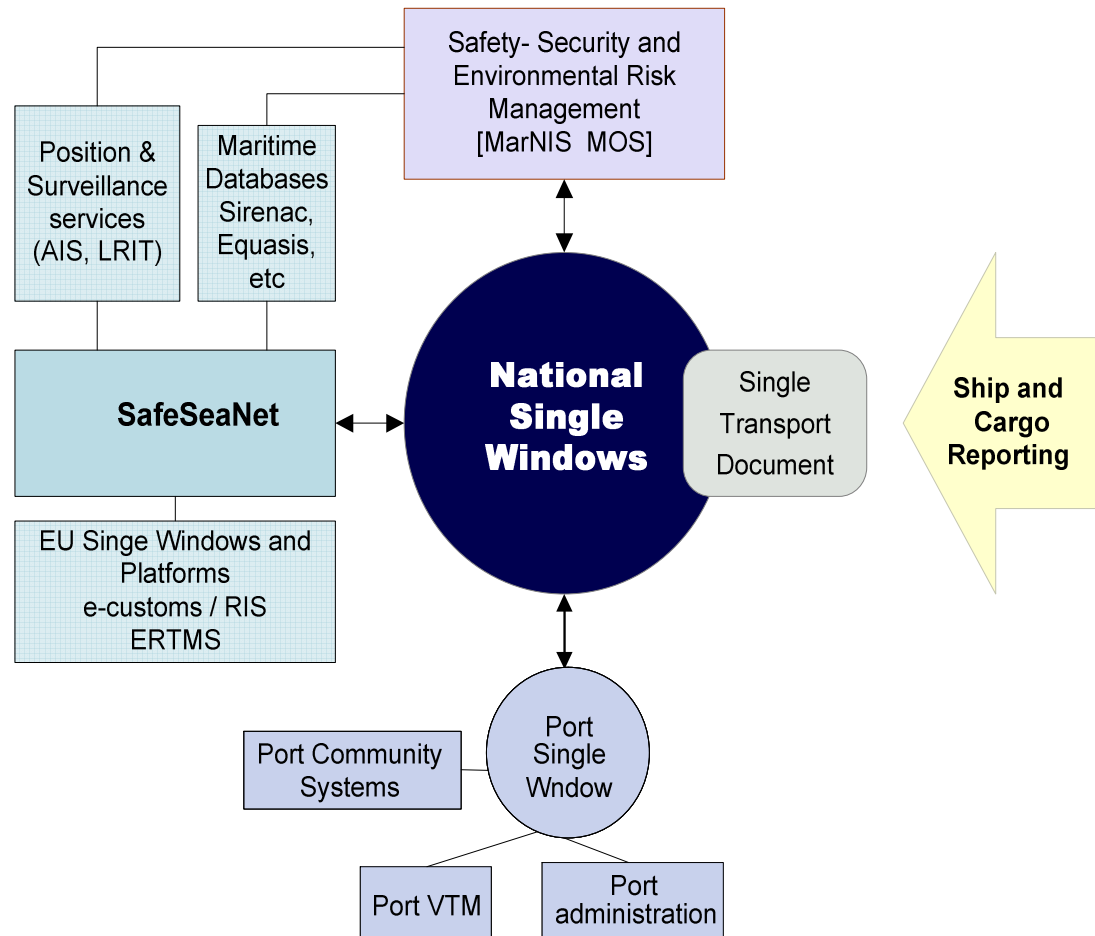 Safety- Security and
Environmental Risk
Management
[MarNIS MOS]
Position &
Surveillance
services
(AIS, LRIT)
Maritime
Databases
Sirenac,
Equasis,
etc
SafeSeaNet
National
Single
Windows
Single
Transport
Document
Ship and
Cargo
Reporting
EU Singe Windows and
Platforms
e-customs / RIS
ERTMS
Port
Single
Wndow
Port Community
Systems
Port VTM
Port
administration